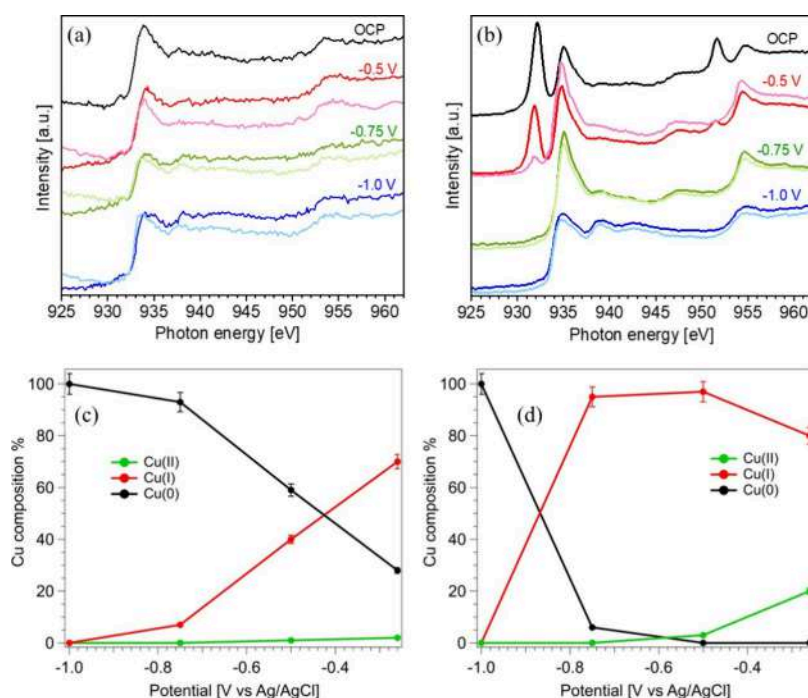 (a)
OCP
-0.5 V
-0.75 V
-1.0 V
Intensity [a.u.]
925 930 935 940 945 950 955 960
Photon energy [eV]
(b)
OCP
-0.5 V
-0.75 V
-1.0 V
Intensity [a.u.]
925 930 935 940 945 950 955 960
Photon energy [eV]
(c)
100
80
60
40
20
0
Cu composition %
Cu(II)
Cu(I)
Cu(0)
-1.0 -0.8 -0.6 -0.4
Potential [V vs Ag/AgCl]
(d)
100
80
60
40
20
0
Cu composition %
Cu(II)
Cu(I)
Cu(0)
-1.0 -0.8 -0.6 -0.4
Potential [V vs Ag/AgCl]